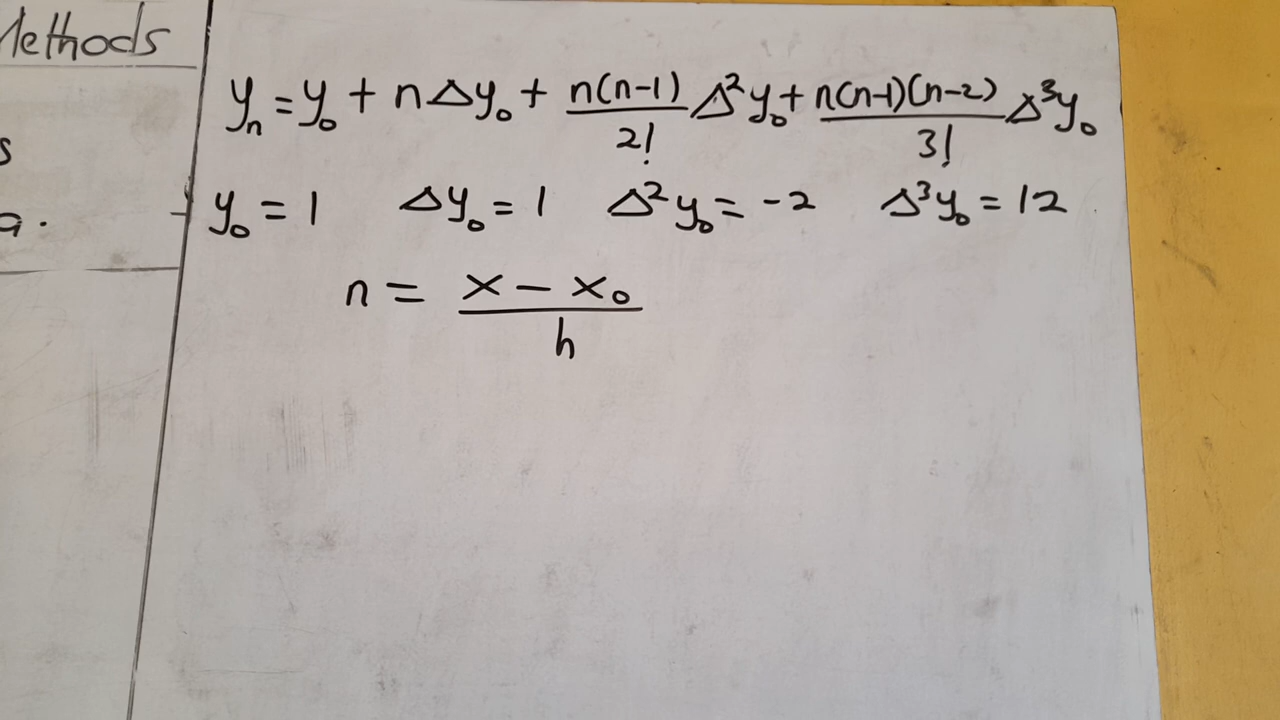 Methods
s
a.
yₙ = y₀ + nΔy₀ + n(n-1)/2! Δ²y₀ + n(n-1)(n-2)/3! Δ³y₀
y₀ = 1 Δy₀ = 1 Δ²y₀ = -2 Δ³y₀ = 12
n = x - x₀ / h